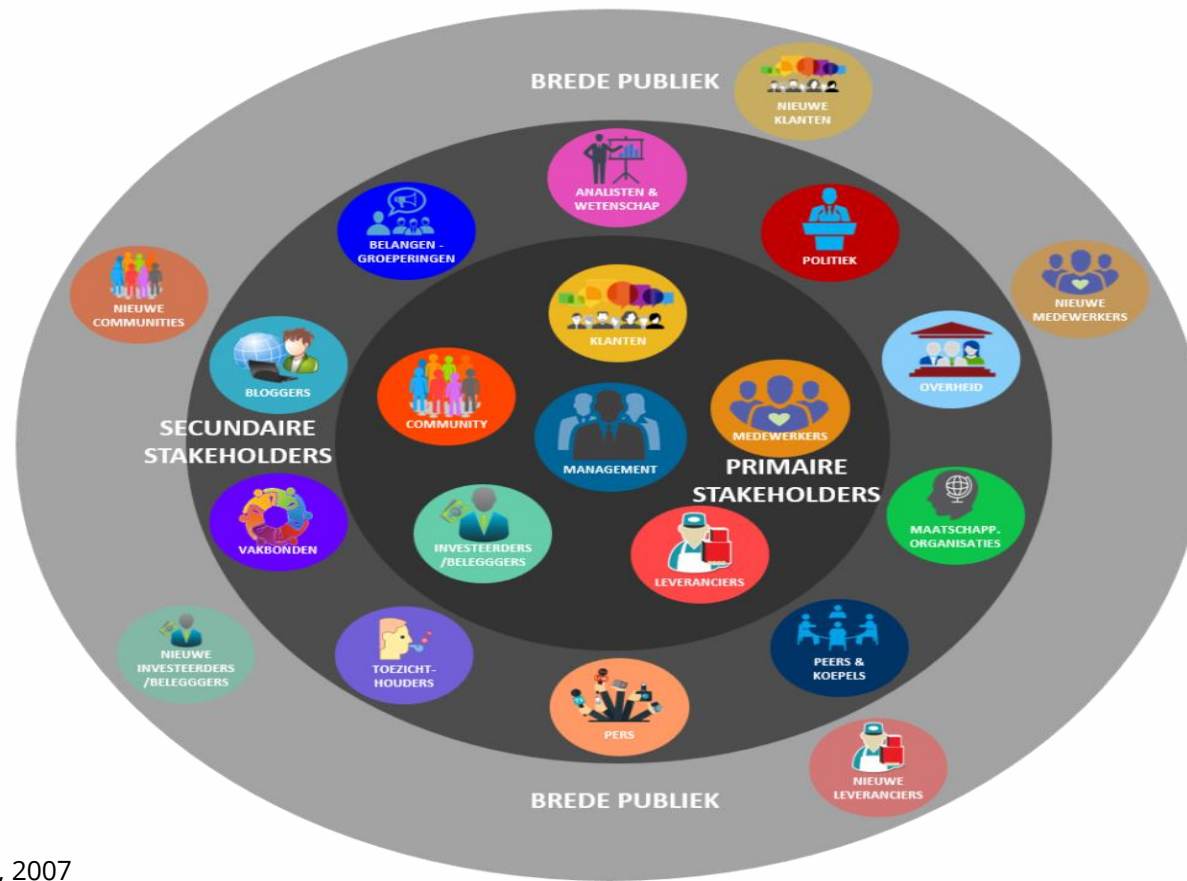 BREDE PUBLIEK
NIEUWE
KLANTEN
ANALISTEN &
WETENSCHAP
BELANGEN -
GROEPERINGEN
POLITIEK
NIEUWE
COMMUNITIES
NIEUWE
MEDEWERKERS
KLANTEN
BLOGGERS
OVERHEID
COMMUNITY
MEDEWERKERS
SECUNDAIRE
STAKEHOLDERS
MANAGEMENT
PRIMAIRE
STAKEHOLDERS
VAKBONDEN
INVESTEERDERS
/BELEGGGERS
MAATSCHAPP.
ORGANISATIES
LEVERANCIERS
NIEUWE
INVESTEERDERS
/BELEGGGERS
TOEZICHT-
HOUDERS
PEERS &
KOEPELS
PERS
NIEUWE
LEVERANCIERS
BREDE PUBLIEK
, 2007